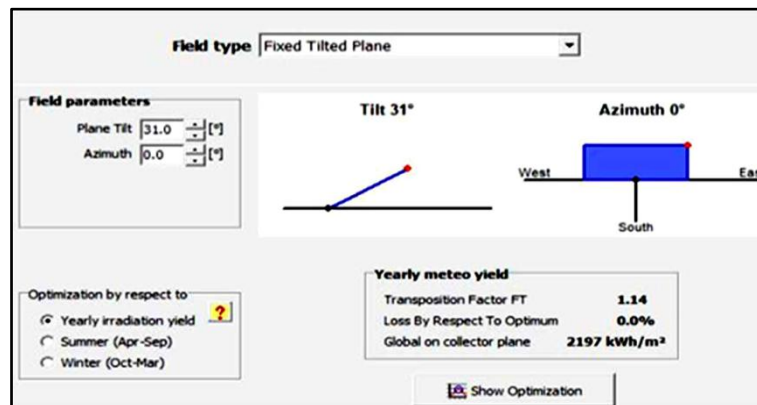 Field type Fixed Tilted Plane
Field parameters
Plane Tilt 31.0 [°]
Azimuth 0.0 [°]
Tilt 31°
Azimuth 0°
West
Eas
South
Optimization by respect to
Yearly irradiation yield ?
Summer (Apr-Sep)
Winter (Oct-Mar)
Yearly meteo yield
Transposition Factor FT 1.14
Loss By Respect To Optimum 0.0%
Global on collector plane 2197 kWh/m²
Show Optimization